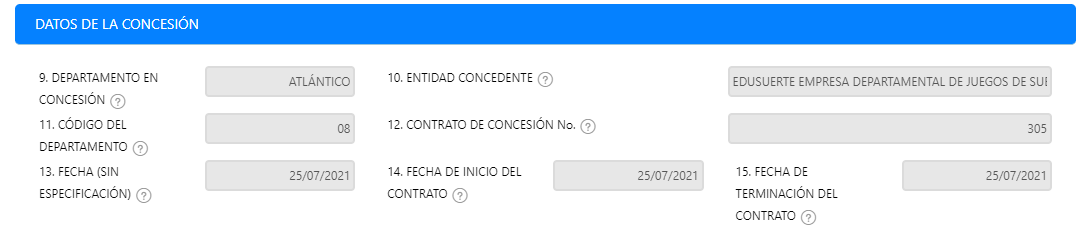 DATOS DE LA CONCESIÓN
9. DEPARTAMENTO EN
CONCESIÓN ?
ATLÁNTICO
10. ENTIDAD CONCEDENTE ?
EDUSUERTE EMPRESA DEPARTAMENTAL DE JUEGOS DE
11. CÓDIGO DEL
DEPARTAMENTO ?
08
12. CONTRATO DE CONCESIÓN No. ?
305
13. FECHA (SIN
ESPECIFICACIÓN) ?
25/07/2021
14. FECHA DE INICIO DEL
CONTRATO ?
25/07/2021
15. FECHA DE
TERMINACIÓN DEL
CONTRATO ?
25/07/2021